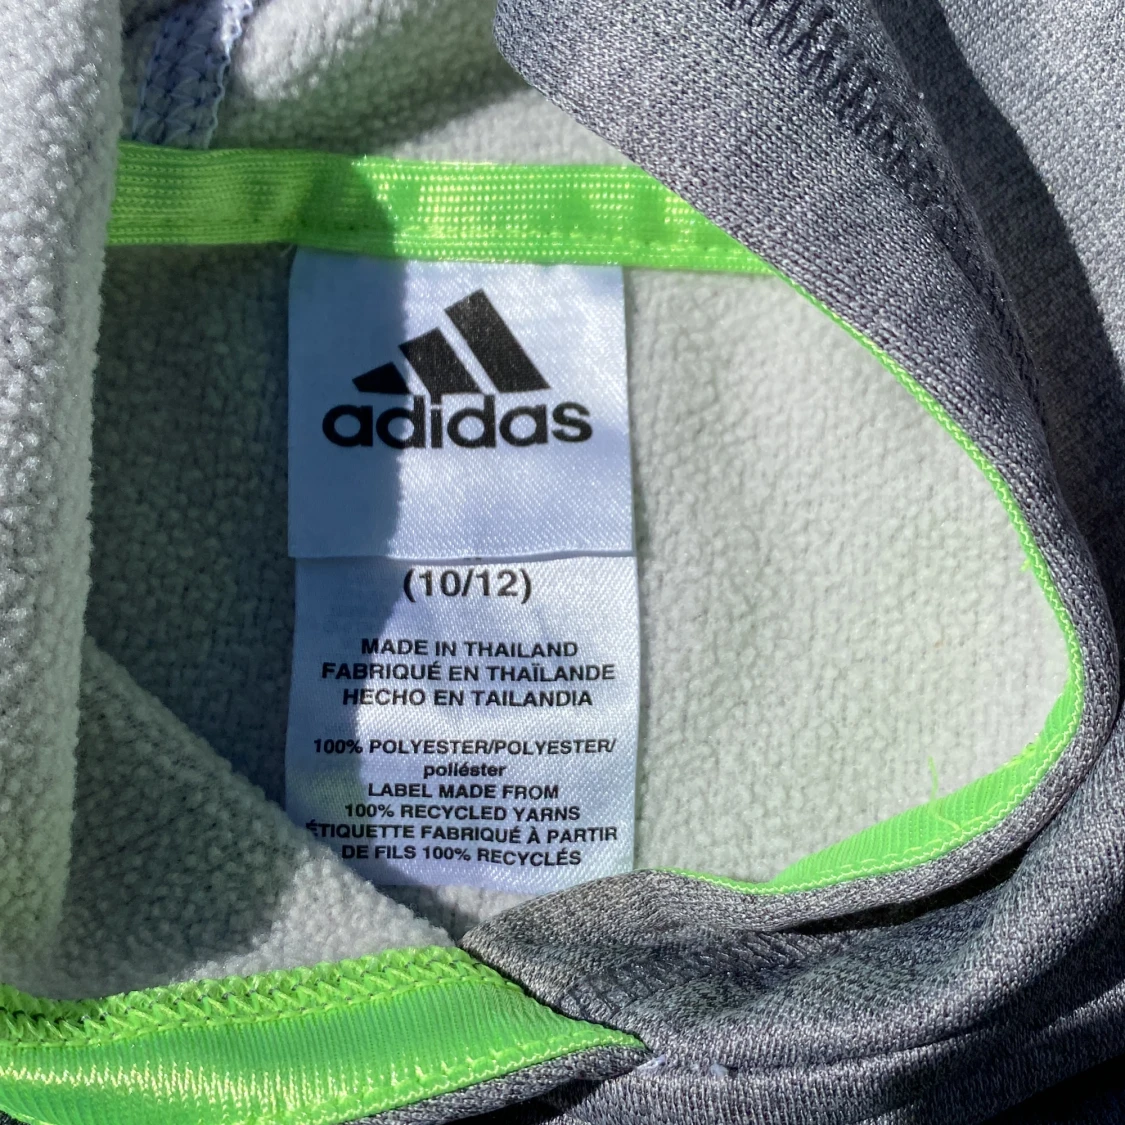 adidas
(10/12)
MADE IN THAILAND
FABRIQUÉ EN THAÏLANDE
HECHO EN TAILANDIA
100% POLYESTER/POLYESTER/
poliéster
LABEL MADE FROM
100% RECYCLED YARNS
ÉTIQUETTE FABRIQUÉ À PARTIR
DE FILS 100% RECYCLÉS